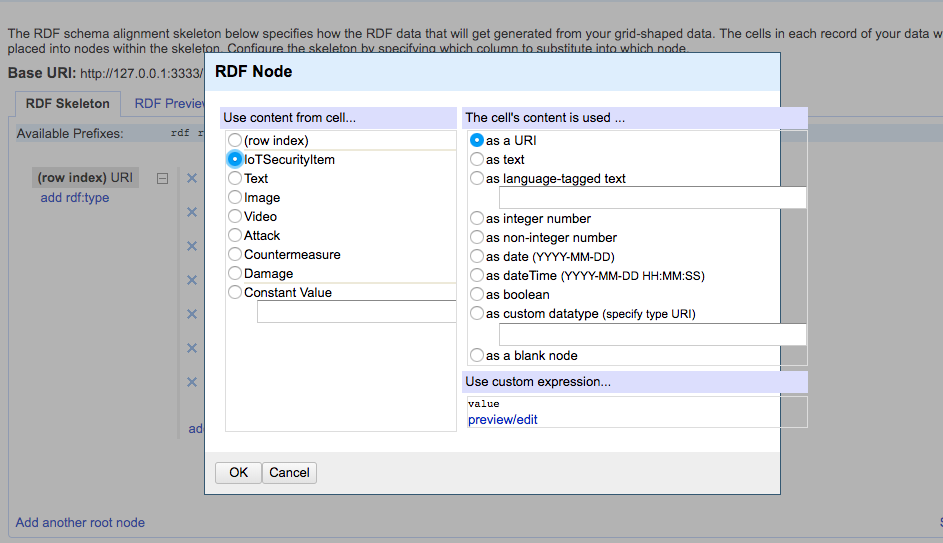 The RDF schema alignment skeleton below specifies how the RDF data that will get generated from your grid-shaped data. The cells in each record of your data w
placed into nodes within the skeleton. Configure the skeleton by specifying which column to substitute into which node.
Base URI: http://127.0.0.1:3333/
RDF Skeleton
RDF Preview
Available Prefixes:
rdf
(row index) URI
add rdf:type
ad
Add another root node
RDF Node
Use content from cell...
(row index)
IoTSecurityItem
Text
Image
Video
Attack
Countermeasure
Damage
Constant Value
The cell's content is used ...
as a URI
as text
as language-tagged text
as integer number
as non-integer number
as date (YYYY-MM-DD)
as dateTime (YYYY-MM-DD HH:MM:SS)
as boolean
as custom datatype (specify type URI)
as a blank node
Use custom expression...
value
preview/edit
OK
Cancel